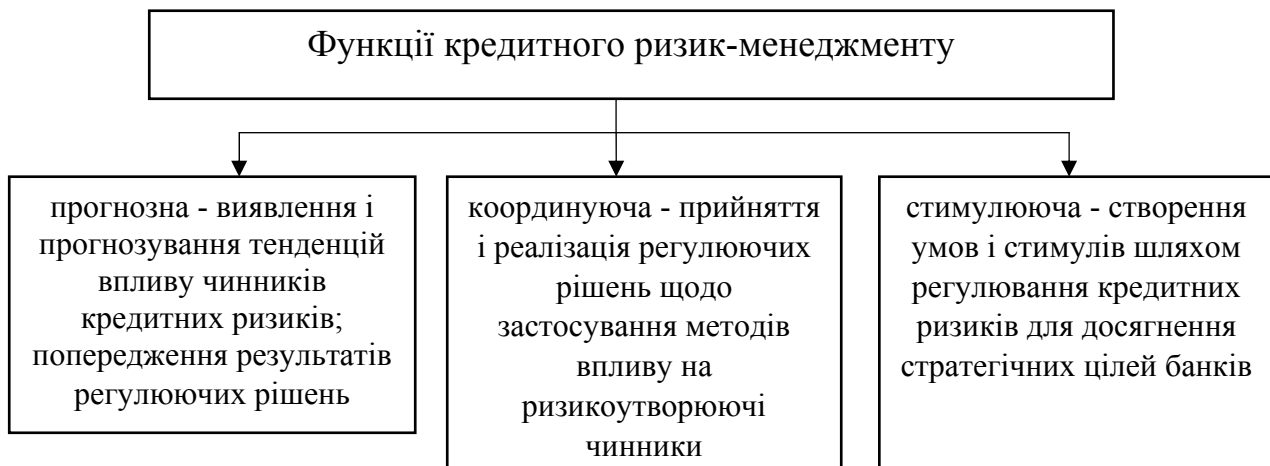 Функції кредитного ризик-менеджменту
прогнозна - виявлення і
прогнозування тенденцій
впливу чинників
кредитних ризиків;
попередження результатів
регулюючих рішень
координуюча - прийняття
і реалізація регулюючих
рішень щодо
застосування методів
впливу на
ризикоутворюючі
чинники
стимулююча - створення
умов і стимулів шляхом
регулювання кредитних
ризиків для досягнення
стратегічних цілей банків